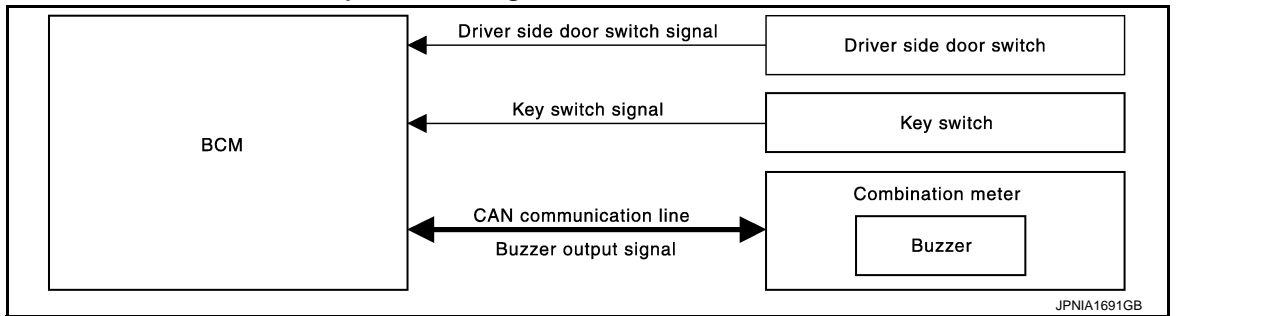 Driver side door switch signal
Driver side door switch
Key switch signal
Key switch
BCM
Combination meter
CAN communication line
Buzzer output signal
Buzzer
JPNIA1691GB